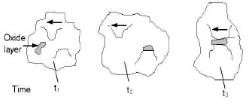 Oxide
layer
Time t₁ t₂ t₃